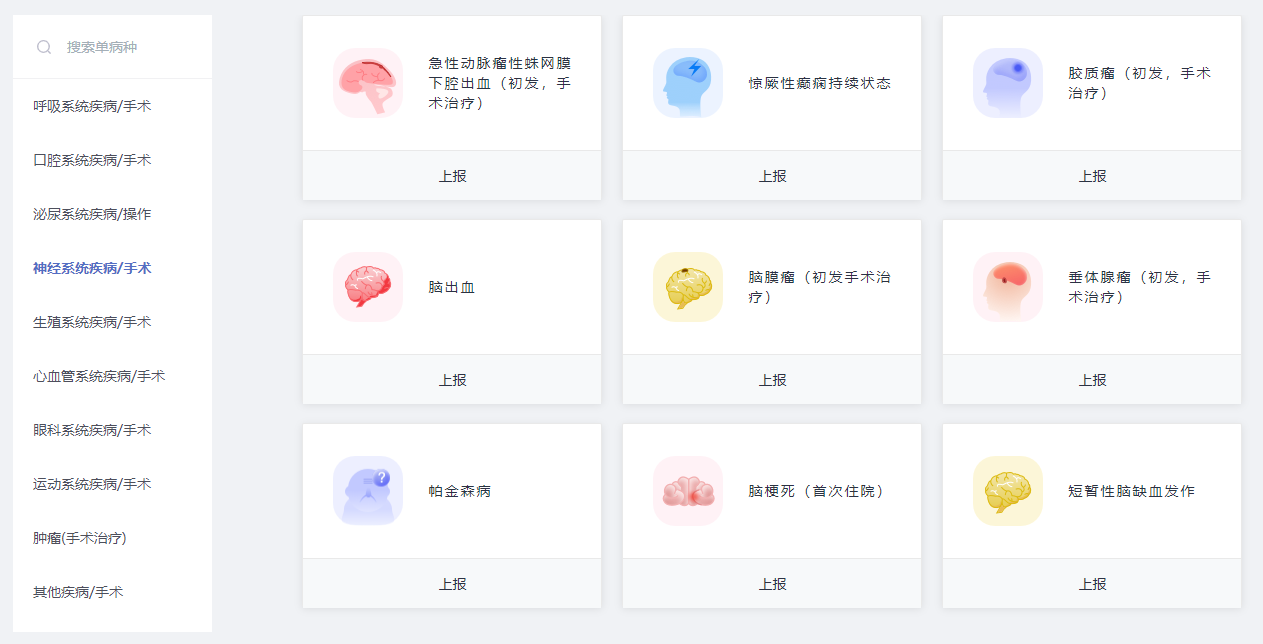 搜索单病种
呼吸系统疾病/手术
口腔系统疾病/手术
泌尿系统疾病/操作
神经系统疾病/手术
生殖系统疾病/手术
心血管系统疾病/手术
眼科系统疾病/手术
运动系统疾病/手术
肿瘤(手术治疗)
其他疾病/手术
急性动脉瘤性蛛网膜
下腔出血（初发，手
术治疗）
上报
惊厥性癫痫持续状态
上报
胶质瘤（初发，手术
治疗）
上报
脑出血
上报
脑膜瘤（初发手术治
疗）
上报
垂体腺瘤（初发，手
术治疗）
上报
?
帕金森病
上报
脑梗死（首次住院）
上报
短暂性脑缺血发作
上报